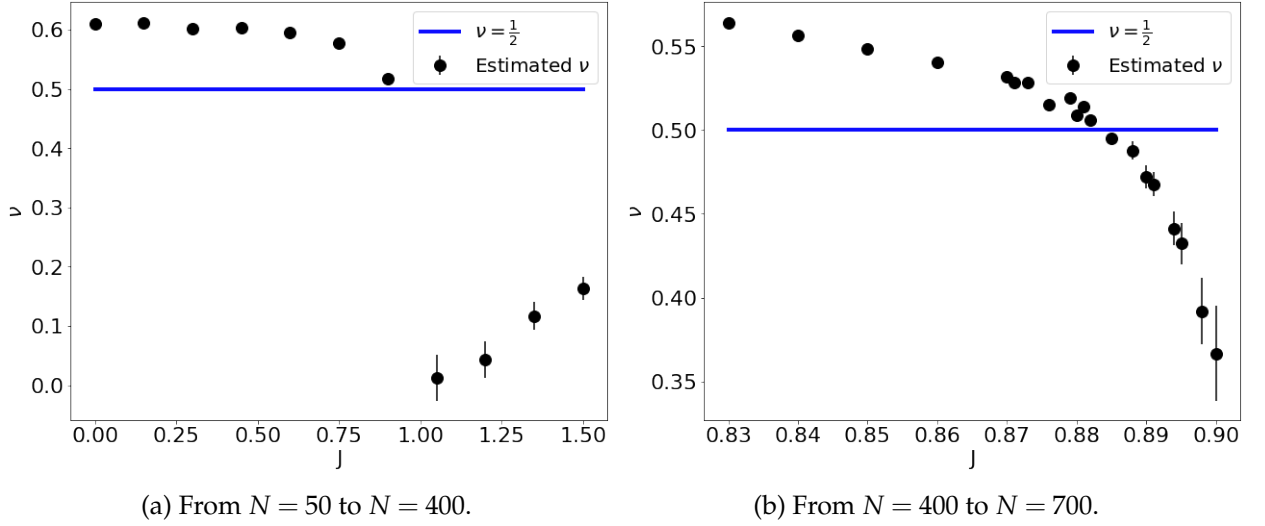 0.6
0.5
0.4
0.3
0.2
0.1
0.0
ν
0.00 0.25 0.50 0.75 1.00 1.25 1.50
J
ν = 1/2
Estimated ν
(a) From N = 50 to N = 400.
0.55
0.50
0.45
0.40
0.35
ν
0.83 0.84 0.85 0.86 0.87 0.88 0.89 0.90
J
ν = 1/2
Estimated ν
(b) From N = 400 to N = 700.